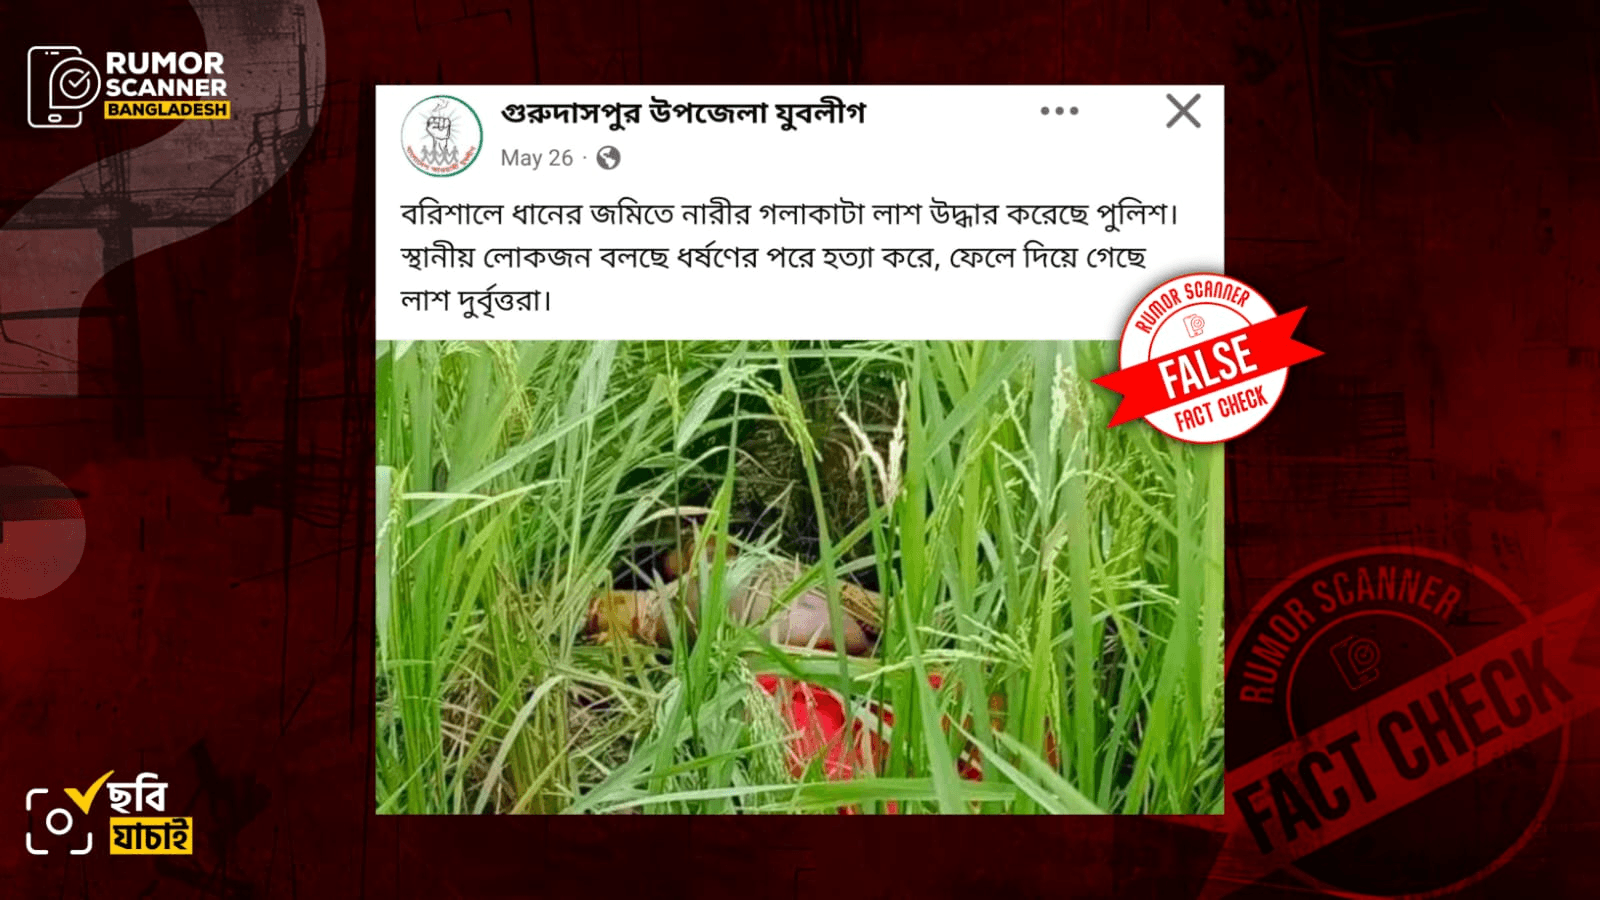 RUMOR
SCANNER
BANGLADESH
গুরুদাসপুর উপজেলা যুবলীগ
May 26 ·
বরিশালে ধানের জমিতে নারীর গলাকাটা লাশ উদ্ধার করেছে পুলিশ।
স্থানীয় লোকজন বলছে ধর্ষণের পরে হত্যা করে, ফেলে দিয়ে গেছে
লাশ দুর্বৃত্তরা।
RUMOR SCANNER
FALSE
FACT CHECK
RUMOR SCANNER
FACT CHECK
ছবি
যাচাই